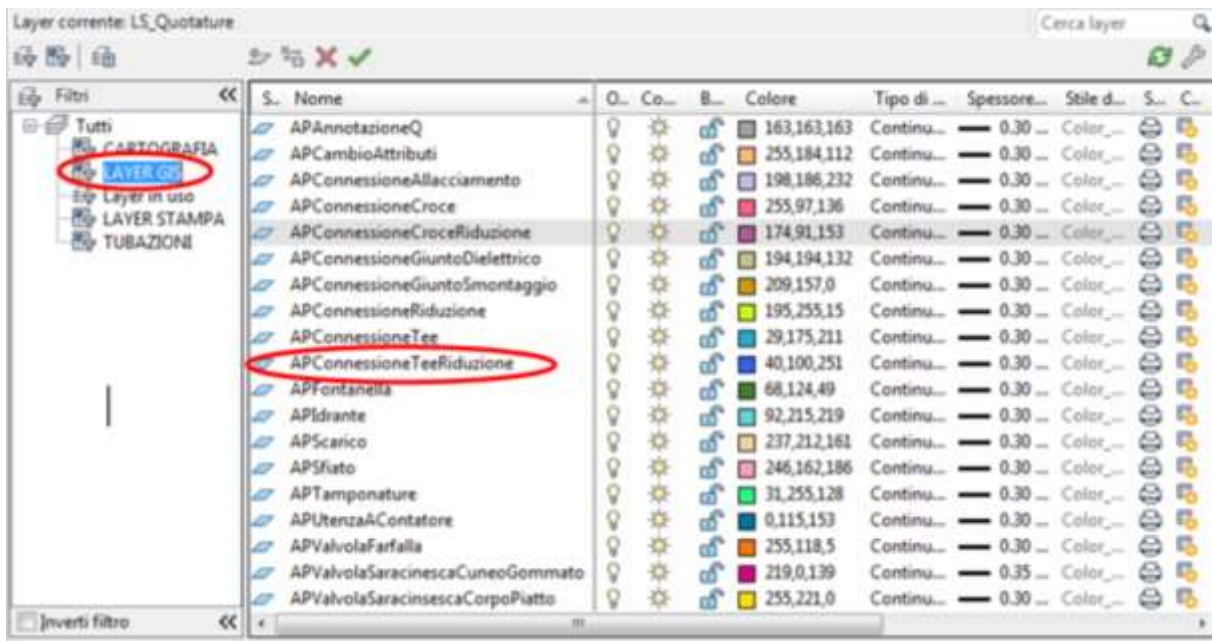 Layer corrente: LS_Quotature
Cerca layer
Filtri
Tutti
CARTOGRAFIA
LAYER GIS
Layer in uso
LAYER STAMPA
TUBAZIONI
Inverti filtro
S.. Nome O... Co... B... Colore Tipo di ... Spessore... Stile d... S... C...
APAnnotazioneQ 163,163,163 Continu... 0.30 ... Color_...
APCambioAttributi 255,184,112 Continu... 0.30 ... Color_...
APConnessioneAllacciamento 198,186,232 Continu... 0.30 ... Color_...
APConnessioneCroce 255,97,136 Continu... 0.30 ... Color_...
APConnessioneCroceRiduzione 174,91,153 Continu... 0.30 ... Color_...
APConnessioneGiuntoDielettrico 194,194,132 Continu... 0.30 ... Color_...
APConnessioneGiuntoSmontaggio 209,157,0 Continu... 0.30 ... Color_...
APConnessioneRiduzione 195,255,15 Continu... 0.30 ... Color_...
APConnessioneTee 29,175,211 Continu... 0.30 ... Color_...
APConnessioneTeeRiduzione 40,100,251 Continu... 0.30 ... Color_...
APFontanella 68,124,49 Continu... 0.30 ... Color_...
APIdrante 92,215,219 Continu... 0.30 ... Color_...
APScarico 237,212,161 Continu... 0.30 ... Color_...
APSfiato 246,162,186 Continu... 0.30 ... Color_...
APTamponature 31,255,128 Continu... 0.30 ... Color_...
APUtenzaAContatore 0,115,153 Continu... 0.30 ... Color_...
APValvolaFarfalla 255,118,5 Continu... 0.30 ... Color_...
APValvolaSaracinescaCuneoGommato 219,0,139 Continu... 0.35 ... Color_...
APValvolaSaracinsescaCorpoPiatto 255,221,0 Continu... 0.30 ... Color_...